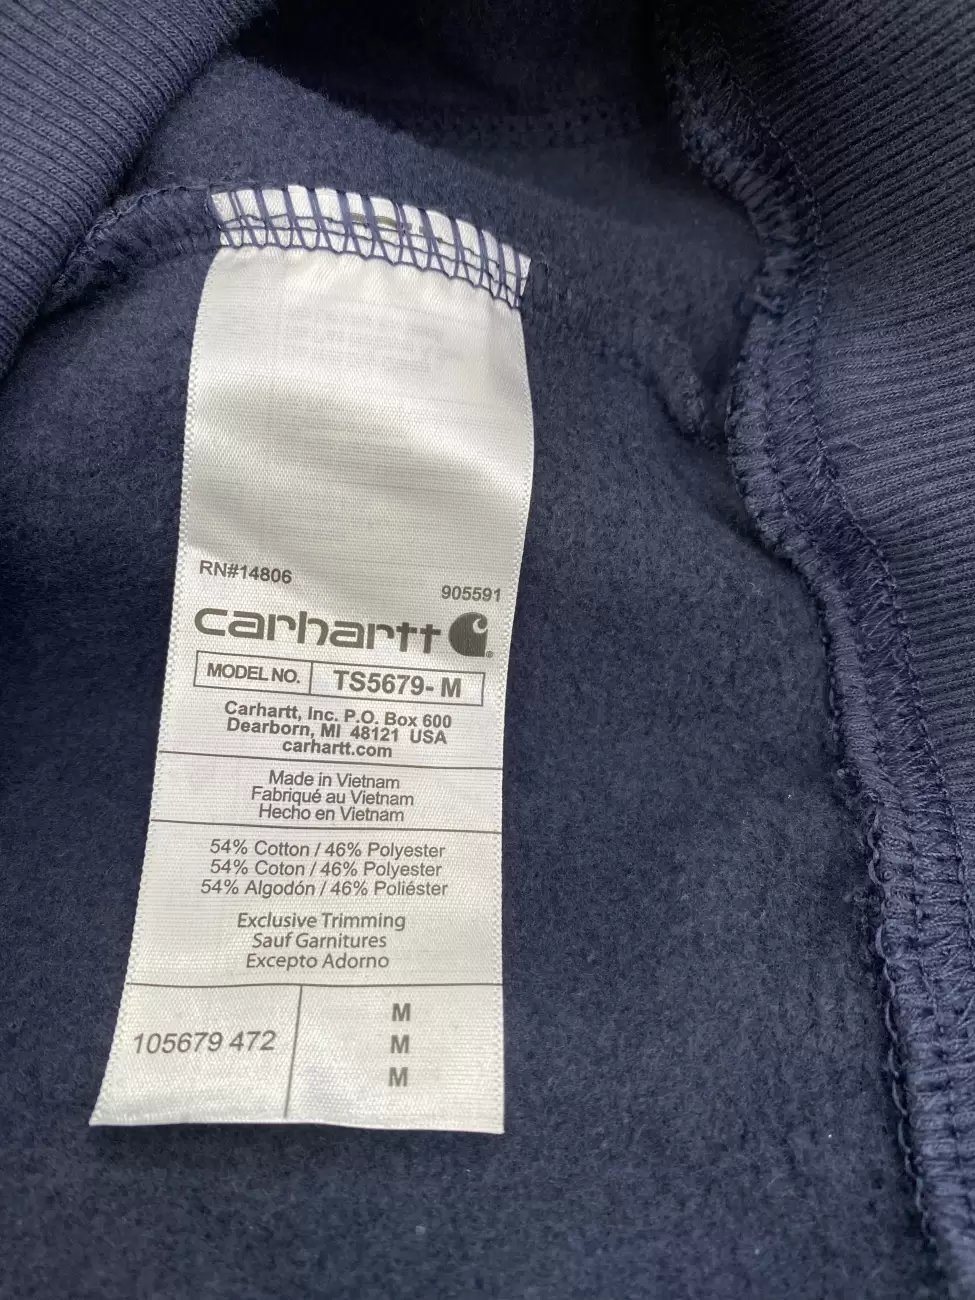 RN#14806
905591
carhartt
MODEL NO. TS5679- M
Carhartt, Inc. P.O. Box 600
Dearborn, MI 48121 USA
carhartt.com
Made in Vietnam
Fabriqué au Vietnam
Hecho en Vietnam
54% Cotton / 46% Polyester
54% Coton / 46% Polyester
54% Algodón / 46% Poliéster
Exclusive Trimming
Sauf Garnitures
Excepto Adorno
105679 472
M
M
M